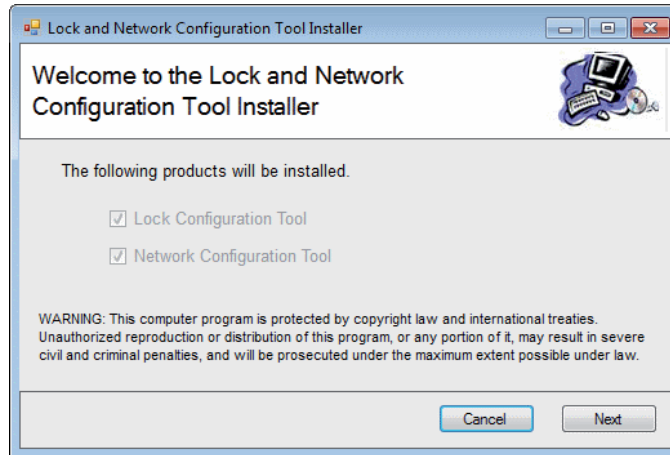 Lock and Network Configuration Tool Installer
Welcome to the Lock and Network
Configuration Tool Installer
The following products will be installed.
Lock Configuration Tool
Network Configuration Tool
WARNING: This computer program is protected by copyright law and international treaties.
Unauthorized reproduction or distribution of this program, or any portion of it, may result in severe
civil and criminal penalties, and will be prosecuted under the maximum extent possible under law.
Cancel
Next